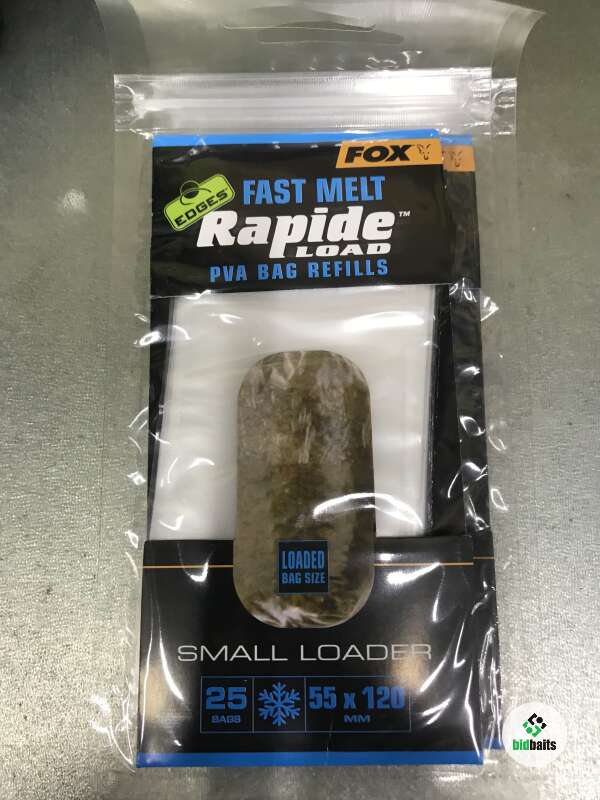 FOX
EDGES
FAST MELT
Rapide™
LOAD
PVA BAG REFILLS
LOADED
BAG SIZE
SMALL LOADER
25
BAGS
55 x 120
MM
bidbaits